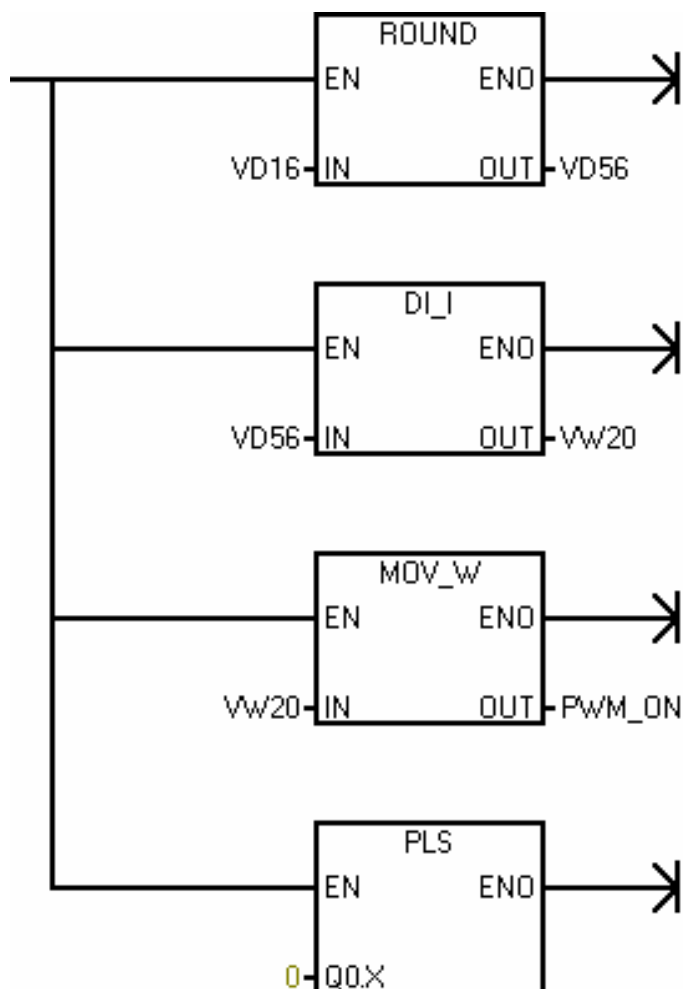 ROUND
EN ENO
VD16 IN OUT VD56
DI_I
EN ENO
VD56 IN OUT VW20
MOV_W
EN ENO
VW20 IN OUT PWM_ON
PLS
EN ENO
0 Q0.X